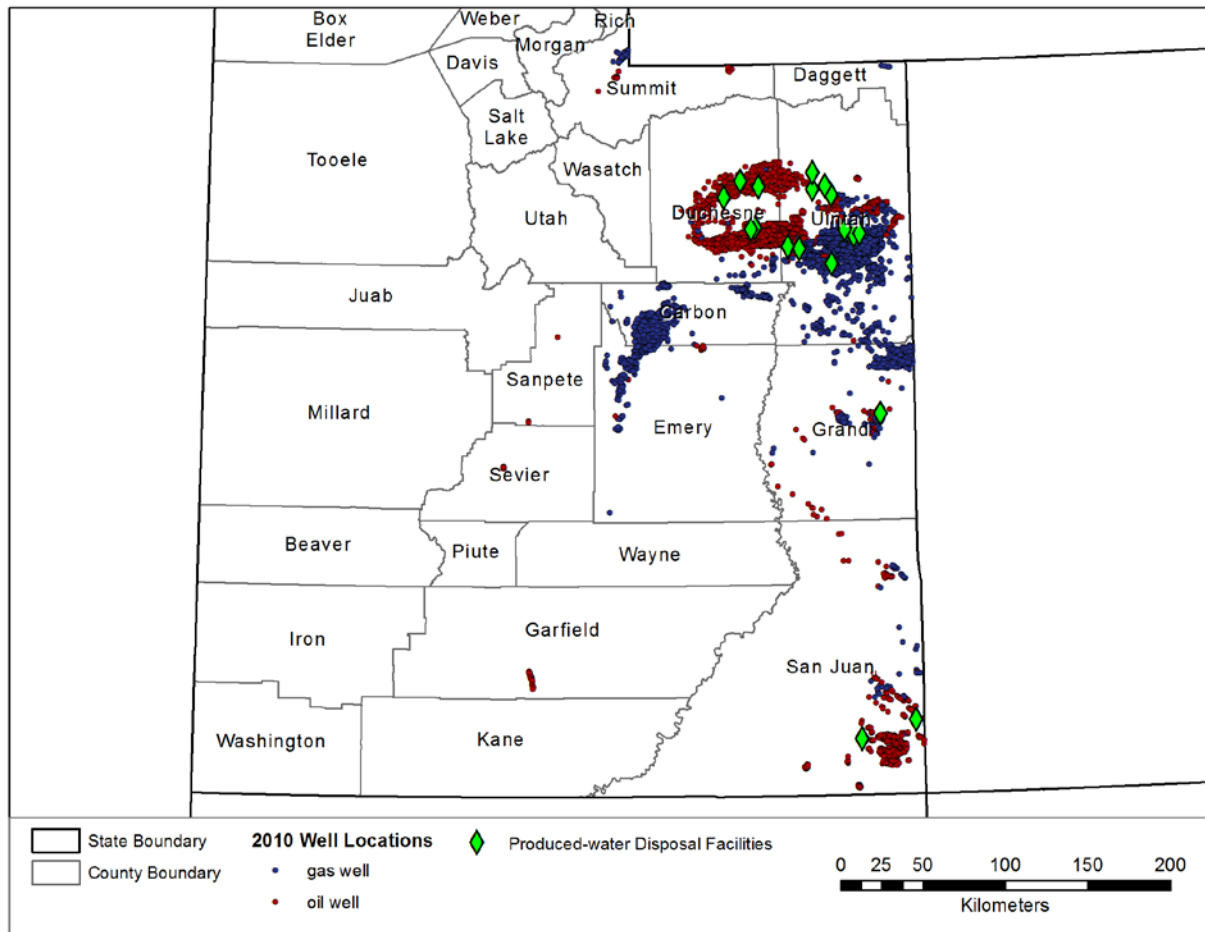 Box
Elder
Weber
Rich
Morgan
Davis
Summit
Daggett
Salt
Lake
Tooele
Wasatch
Utah
Duchesne
Uintah
Juab
Carbon
Sanpete
Millard
Emery
Grand
Sevier
Beaver
Piute
Wayne
Iron
Garfield
San Juan
Washington
Kane
State Boundary
County Boundary
2010 Well Locations
gas well
oil well
Produced-water Disposal Facilities
0 25 50 100 150 200
Kilometers